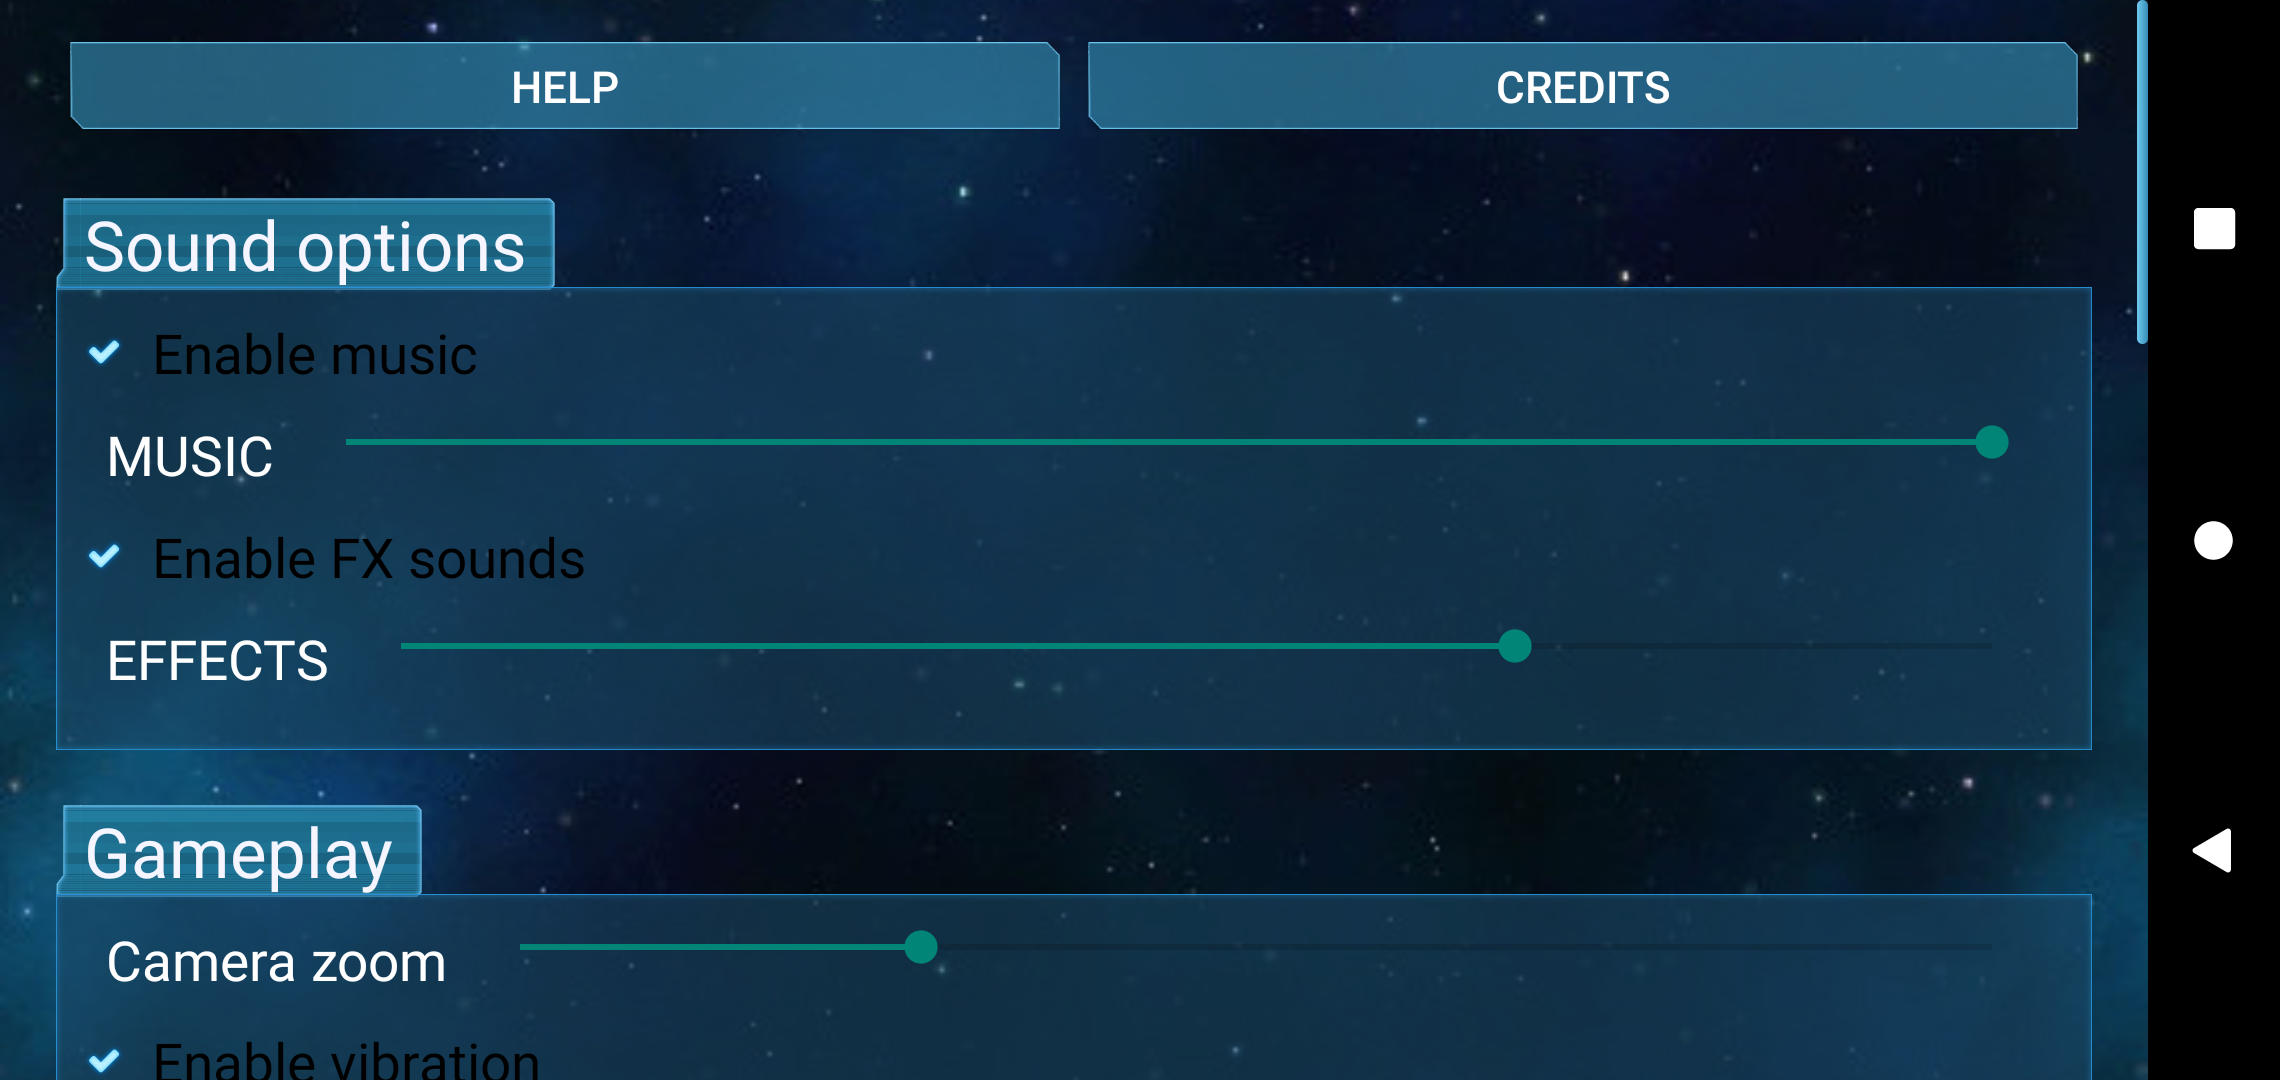 HELP
CREDITS
Sound options
Enable music
MUSIC
Enable FX sounds
EFFECTS
Gameplay
Camera zoom
Enable vibration